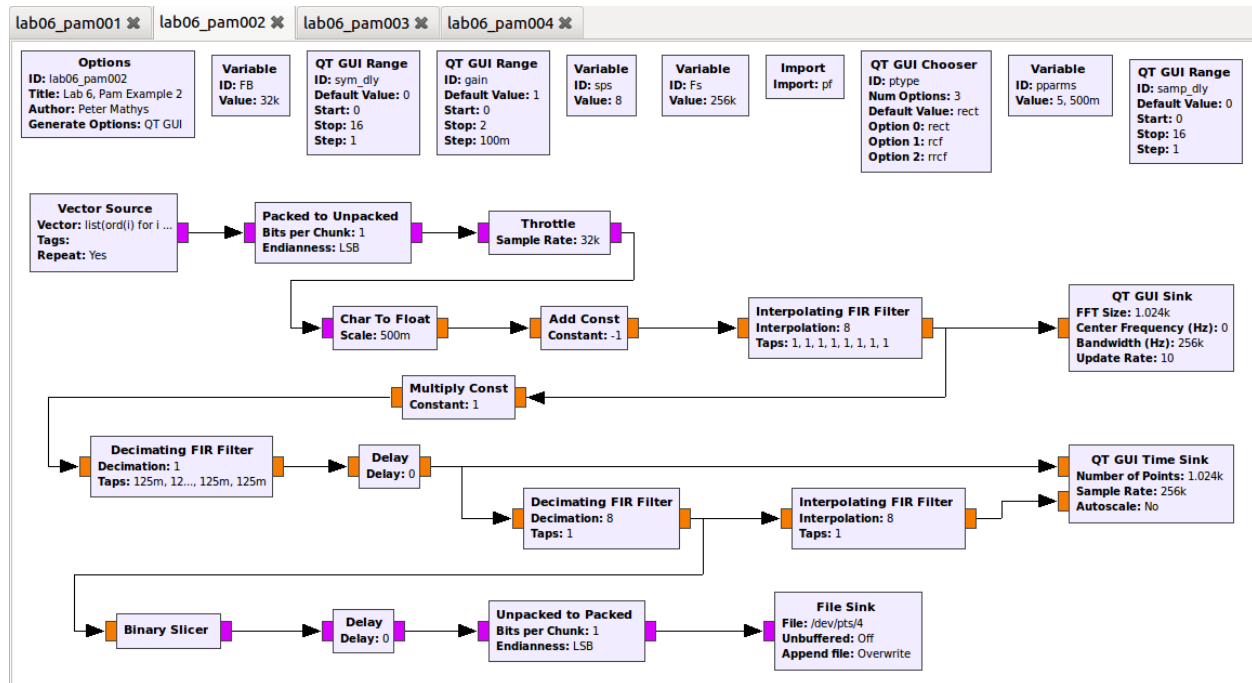 lab06_pam001 lab06_pam002 lab06_pam003 lab06_pam004
Options
ID: lab06_pam002
Title: Lab 6, Pam Example 2
Author: Peter Mathys
Generate Options: QT GUI
Variable
ID: FB
Value: 32k
QT GUI Range
ID: sym_dly
Default Value: 0
Start: 0
Stop: 16
Step: 1
QT GUI Range
ID: gain
Default Value: 1
Start: 0
Stop: 2
Step: 100m
Variable
ID: sps
Value: 8
Variable
ID: Fs
Value: 256k
Import
Import: pf
QT GUI Chooser
ID: ptype
Num Options: 3
Default Value: rect
Option 0: rect
Option 1: rcf
Option 2: rrcf
Variable
ID: pparms
Value: 5, 500m
QT GUI Range
ID: samp_dly
Default Value: 0
Start: 0
Stop: 16
Step: 1
Vector Source
Vector: list(ord(i) for i ...
Tags:
Repeat: Yes
Packed to Unpacked
Bits per Chunk: 1
Endianness: LSB
Throttle
Sample Rate: 32k
Char To Float
Scale: 500m
Add Const
Constant: -1
Interpolating FIR Filter
Interpolation: 8
Taps: 1, 1, 1, 1, 1, 1, 1, 1
QT GUI Sink
FFT Size: 1.024k
Center Frequency (Hz): 0
Bandwidth (Hz): 256k
Update Rate: 10
Multiply Const
Constant: 1
Decimating FIR Filter
Decimation: 1
Taps: 125m, 12..., 125m, 125m
Delay
Delay: 0
QT GUI Time Sink
Number of Points: 1.024k
Sample Rate: 256k
Autoscale: No
Decimating FIR Filter
Decimation: 8
Taps: 1
Interpolating FIR Filter
Interpolation: 8
Taps: 1
Binary Slicer
Delay
Delay: 0
Unpacked to Packed
Bits per Chunk: 1
Endianness: LSB
File Sink
File: /dev/pts/4
Unbuffered: Off
Append file: Overwrite